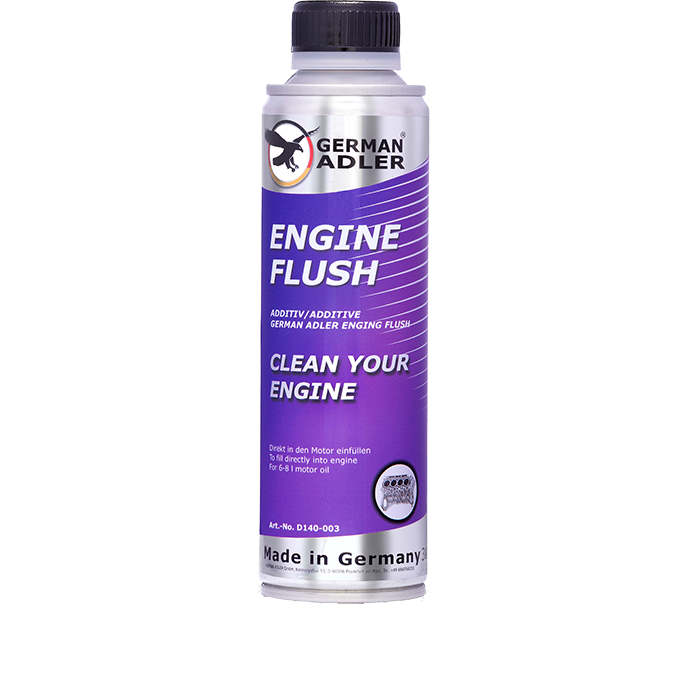 GERMAN®
ADLER
ENGINE
FLUSH
ADDITIV/ADDITIVE
GERMAN ADLER ENGING FLUSH
CLEAN YOUR
ENGINE
Direkt in den Motor einfüllen
To fill directly into engine
For 6-8 l motor oil
Art.-No. D140-003
Made in Germany